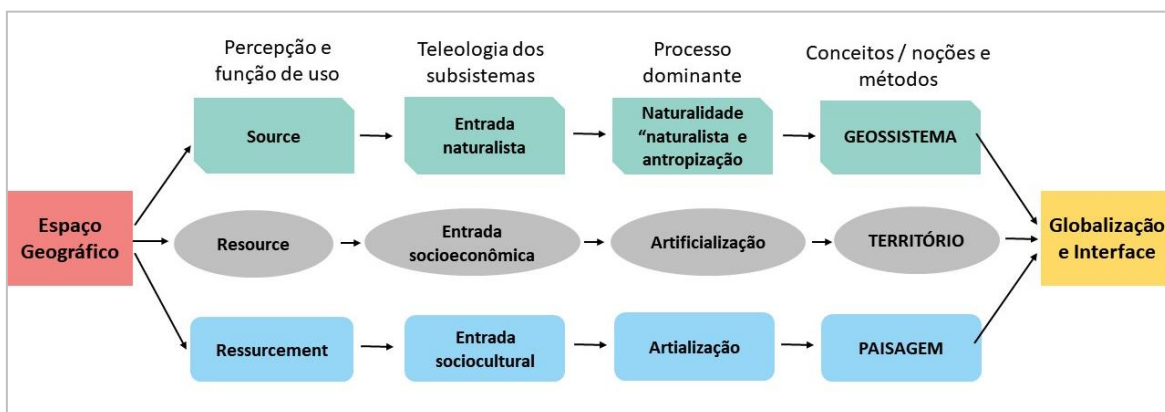 Percepção e
função de uso
Teleologia dos
subsistemas
Processo
dominante
Conceitos / noções e
métodos
Source
Entrada
naturalista
Naturalidade
“naturalista e
antropização
GEOSSISTEMA
Espaço
Geográfico
Resource
Entrada
socioeconômica
Artificialização
TERRITÓRIO
Globalização
e Interface
Ressurcement
Entrada
sociocultural
Artialização
PAISAGEM